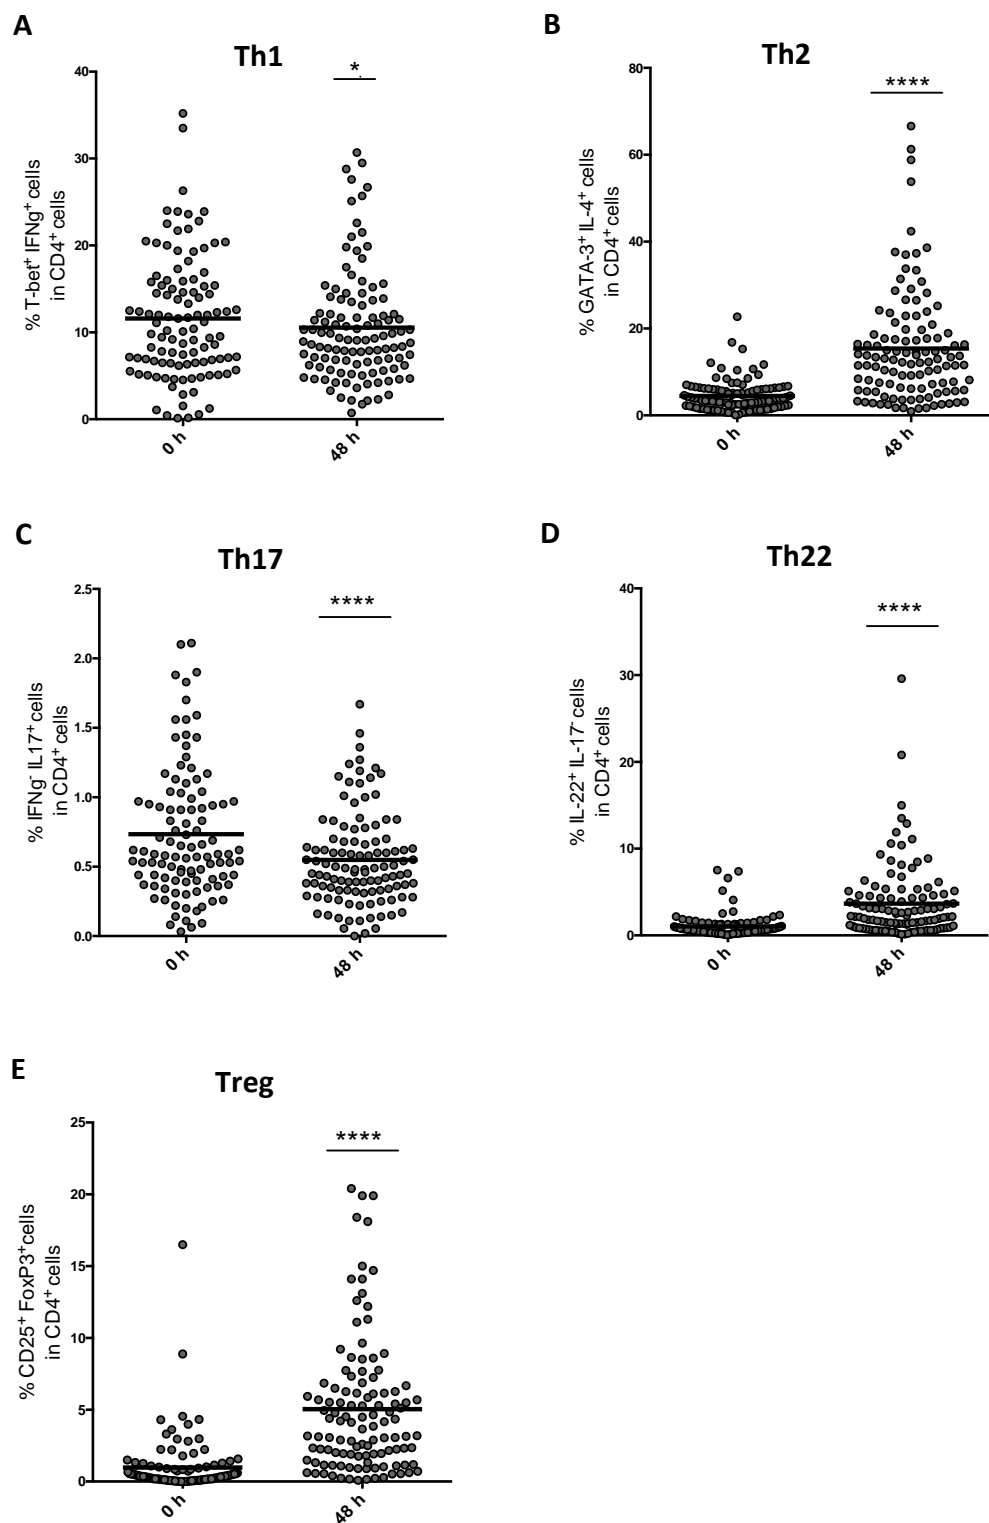 A
Th1
*
40
30
20
10
0
% T-bet⁺ IFNg⁺ cells
in CD4⁺ cells
0 h
48 h
B
Th2
****
80
60
40
20
0
% GATA-3⁺ IL-4⁺ cells
in CD4⁺ cells
0 h
48 h
C
Th17
****
2.5
2.0
1.5
1.0
0.5
0.0
% IFNg⁻ IL17⁺ cells
in CD4⁺ cells
0 h
48 h
D
Th22
****
40
30
20
10
0
% IL-22⁺ IL-17⁻ cells
in CD4⁺ cells
0 h
48 h
E
Treg
****
25
20
15
10
5
0
% CD25⁺ FoxP3⁺cells
in CD4⁺ cells
0 h
48 h